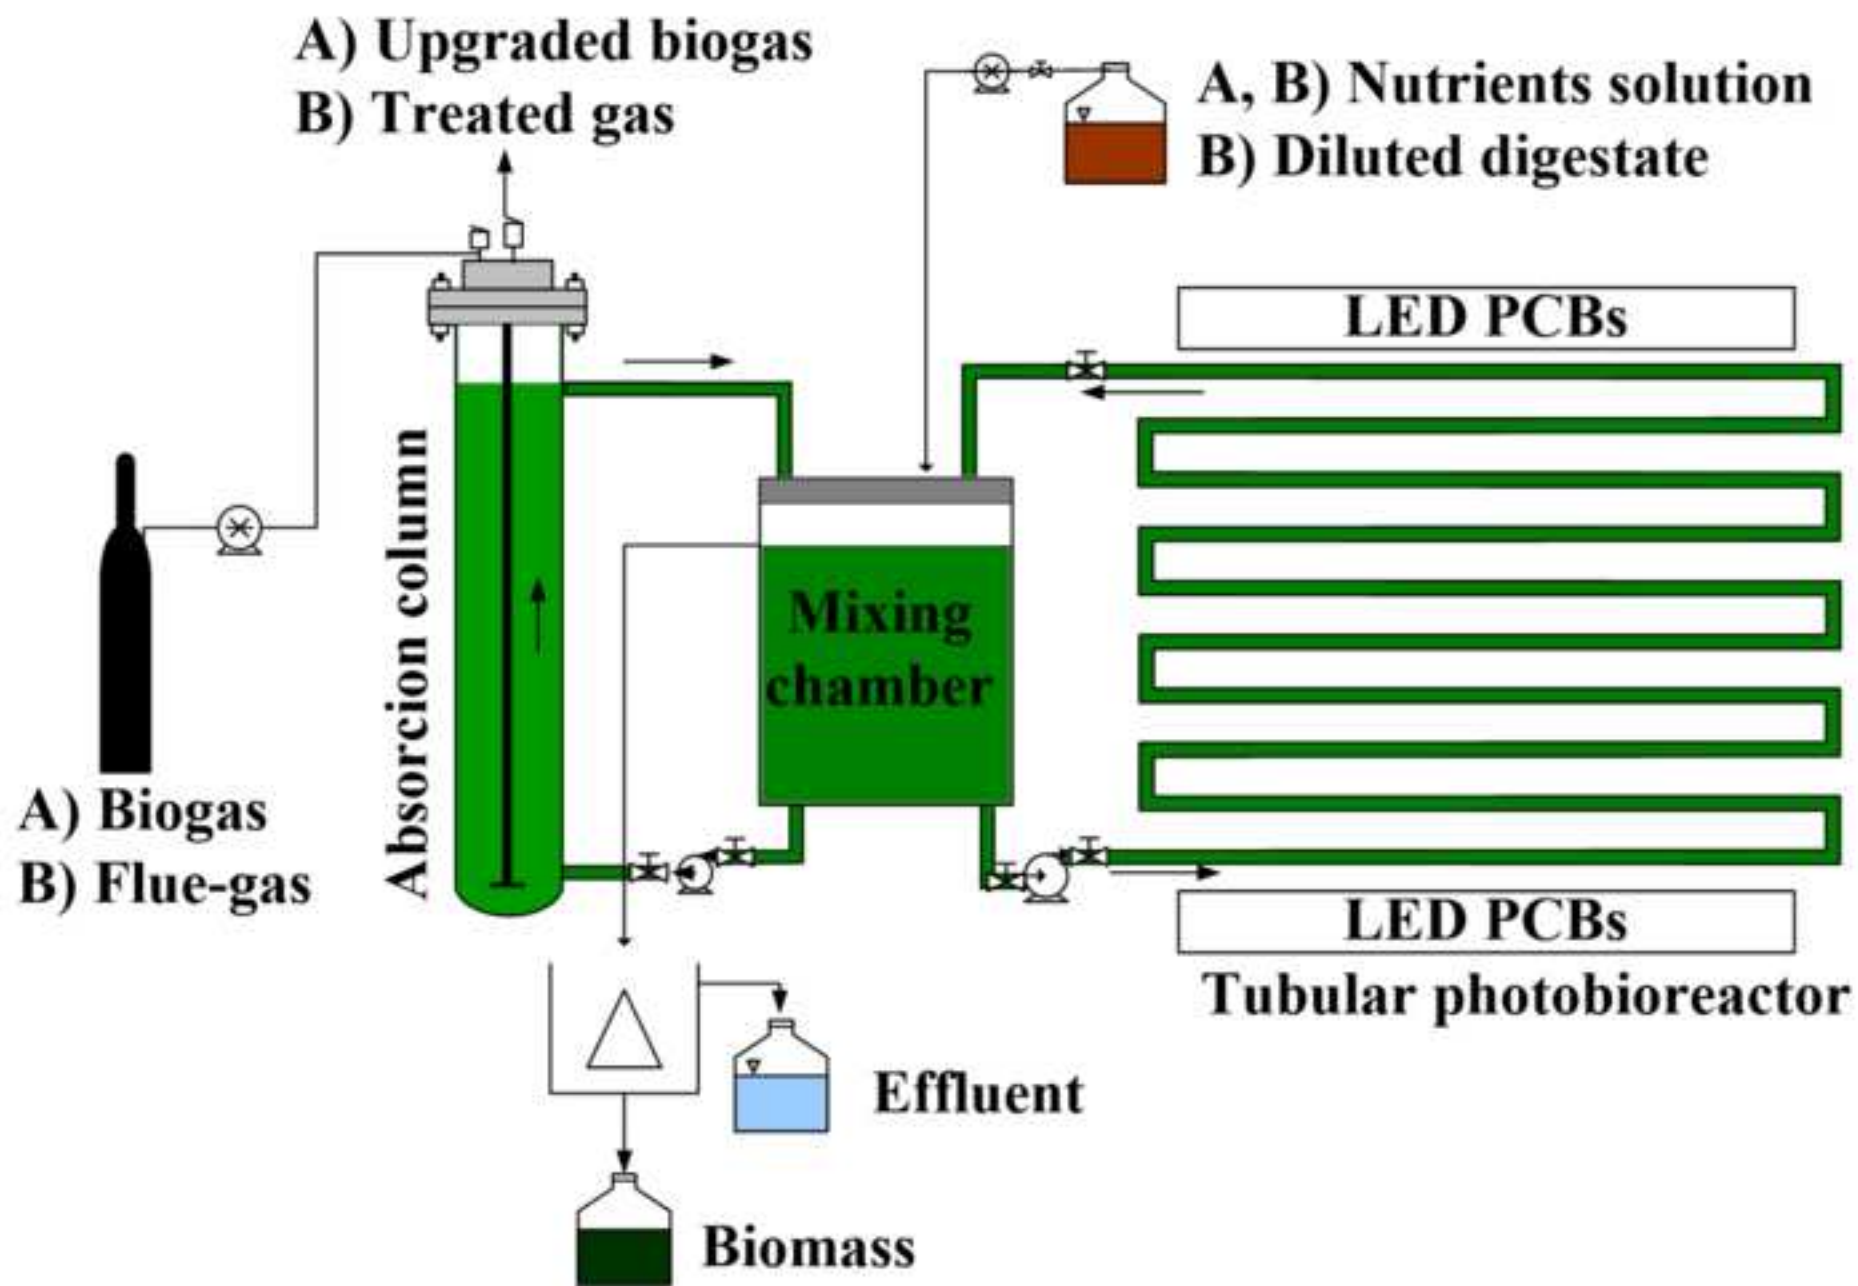 A) Upgraded biogas
B) Treated gas
A, B) Nutrients solution
B) Diluted digestate
LED PCBs
Absorcion column
Mixing
chamber
A) Biogas
B) Flue-gas
LED PCBs
Tubular photobioreactor
Effluent
Biomass